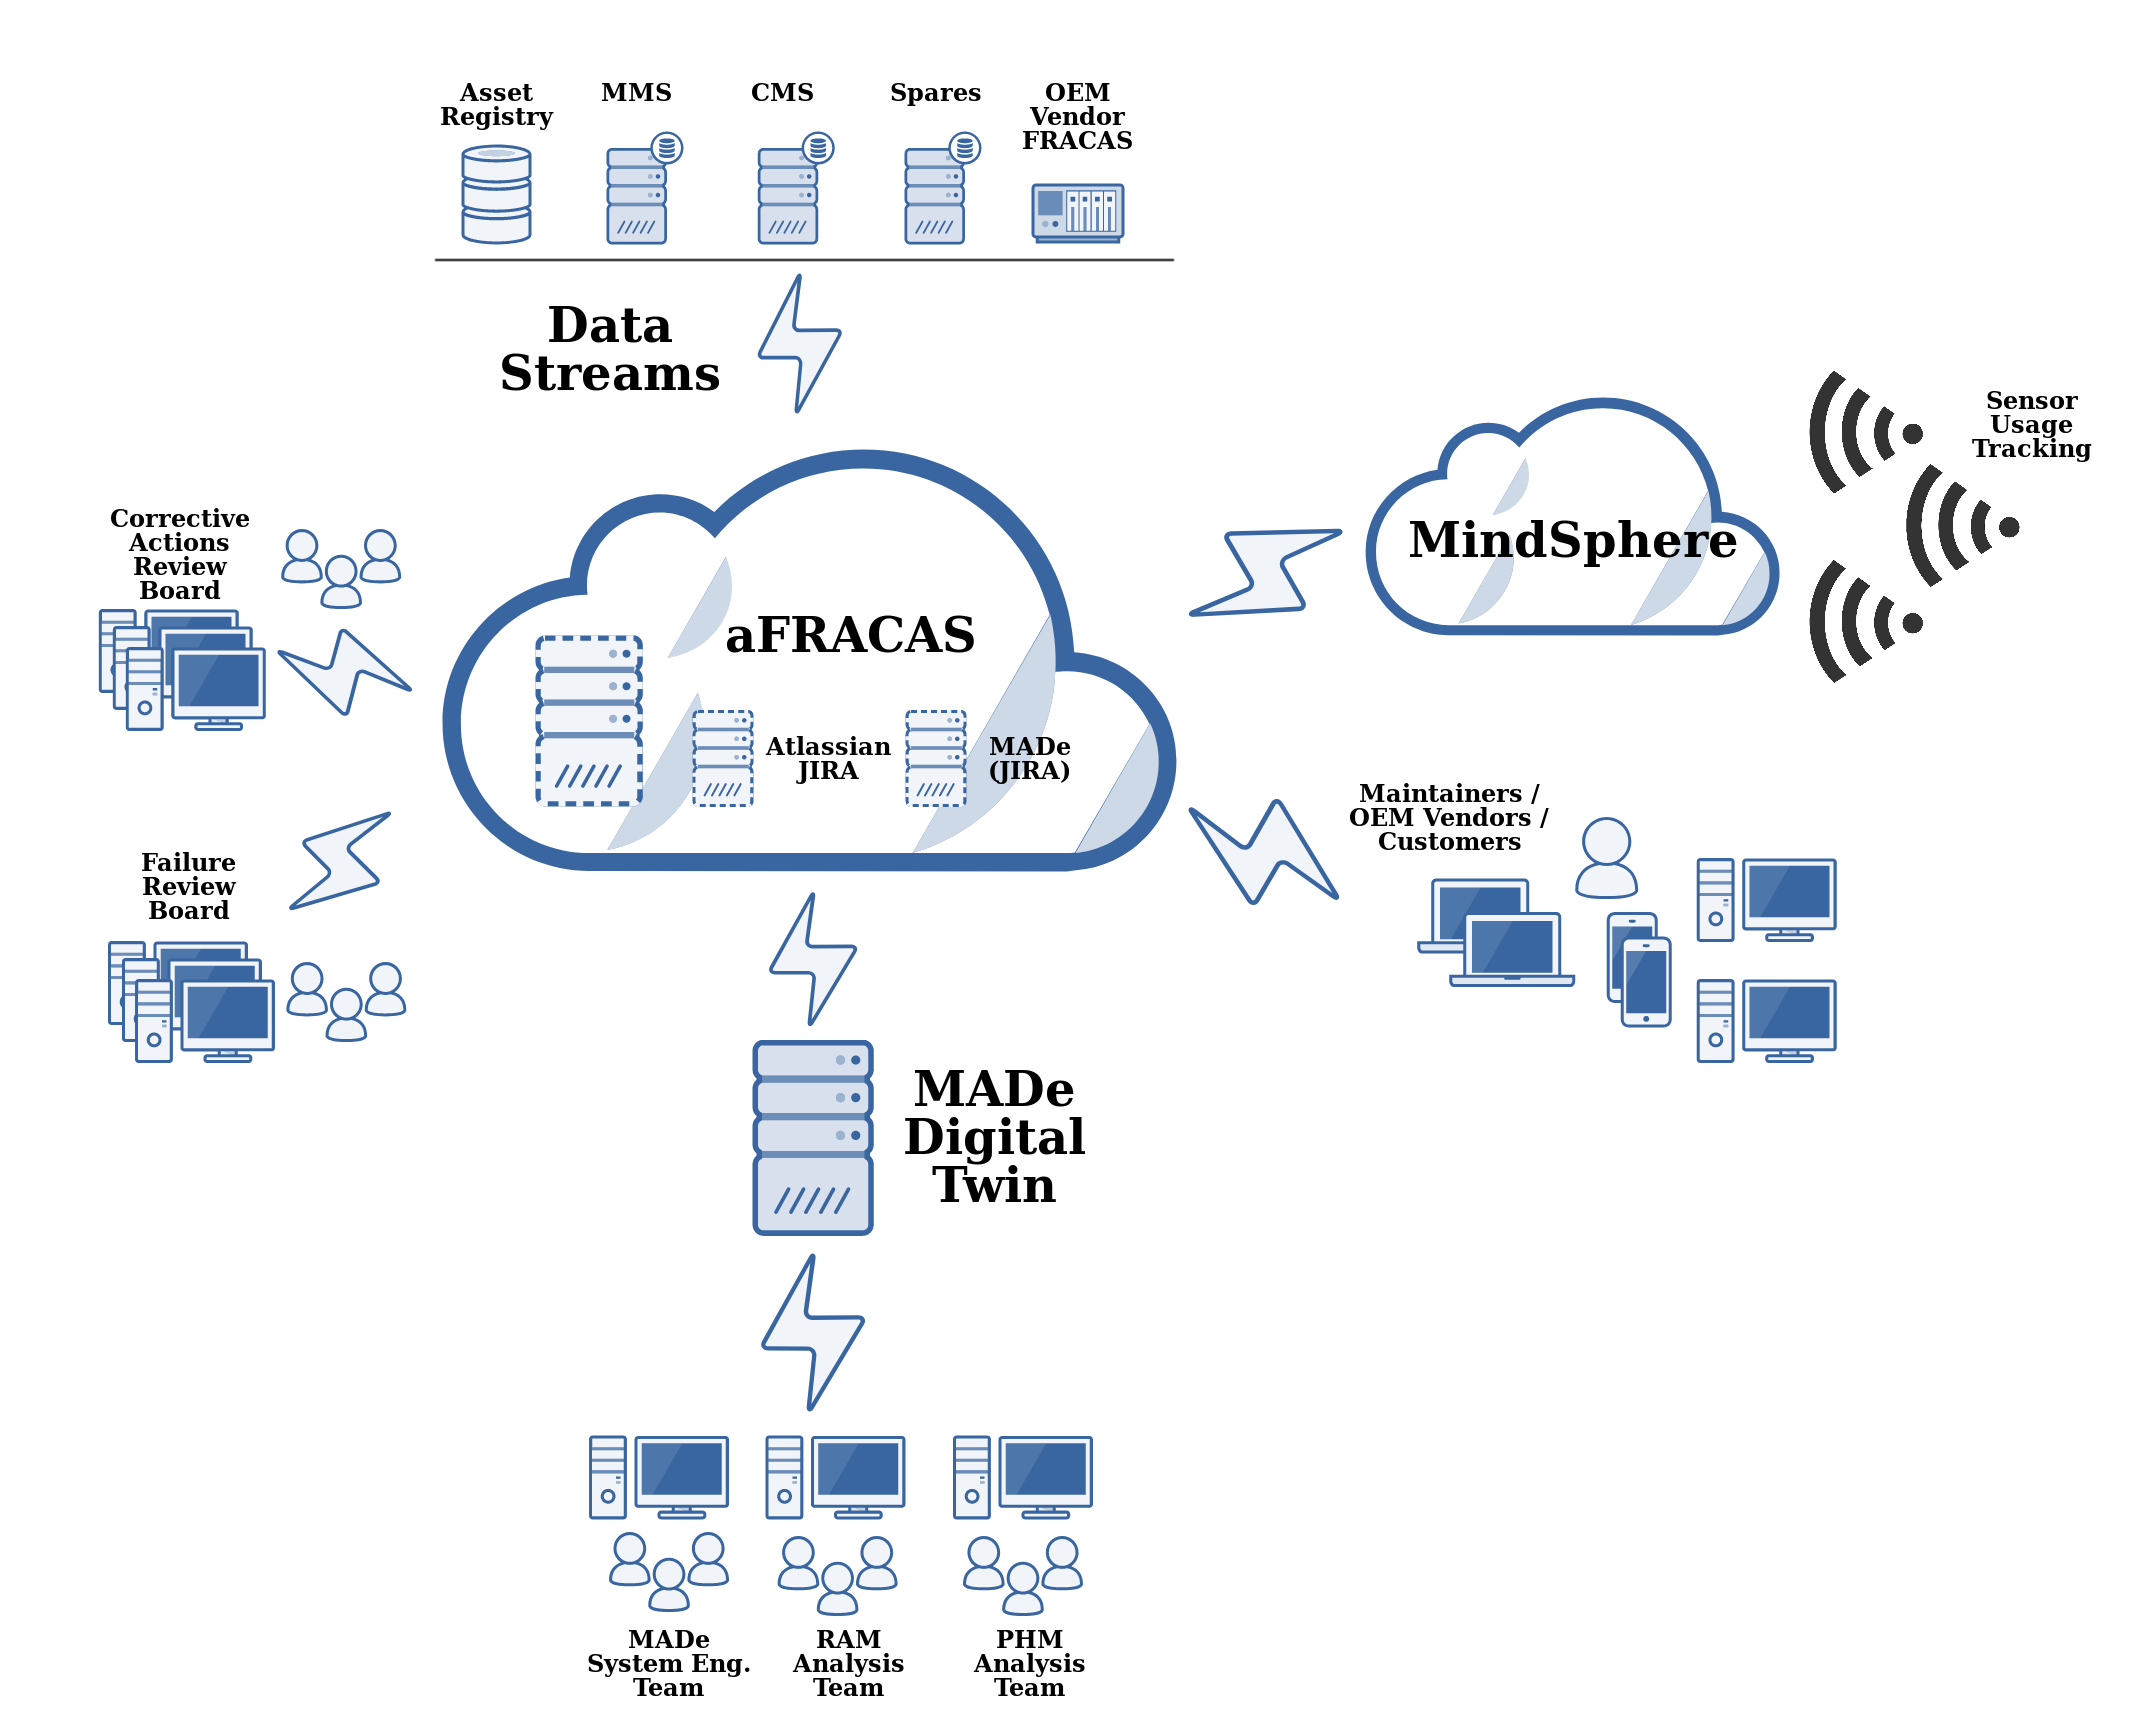 Asset
Registry
MMS
CMS
Spares
OEM
Vendor
FRACAS
Data
Streams
Sensor
Usage
Tracking
MindSphere
Corrective
Actions
Review
Board
aFRACAS
Atlassian
JIRA
MADe
(JIRA)
Maintainers /
OEM Vendors /
Customers
Failure
Review
Board
MADe
Digital
Twin
MADe
System Eng.
Team
RAM
Analysis
Team
PHM
Analysis
Team